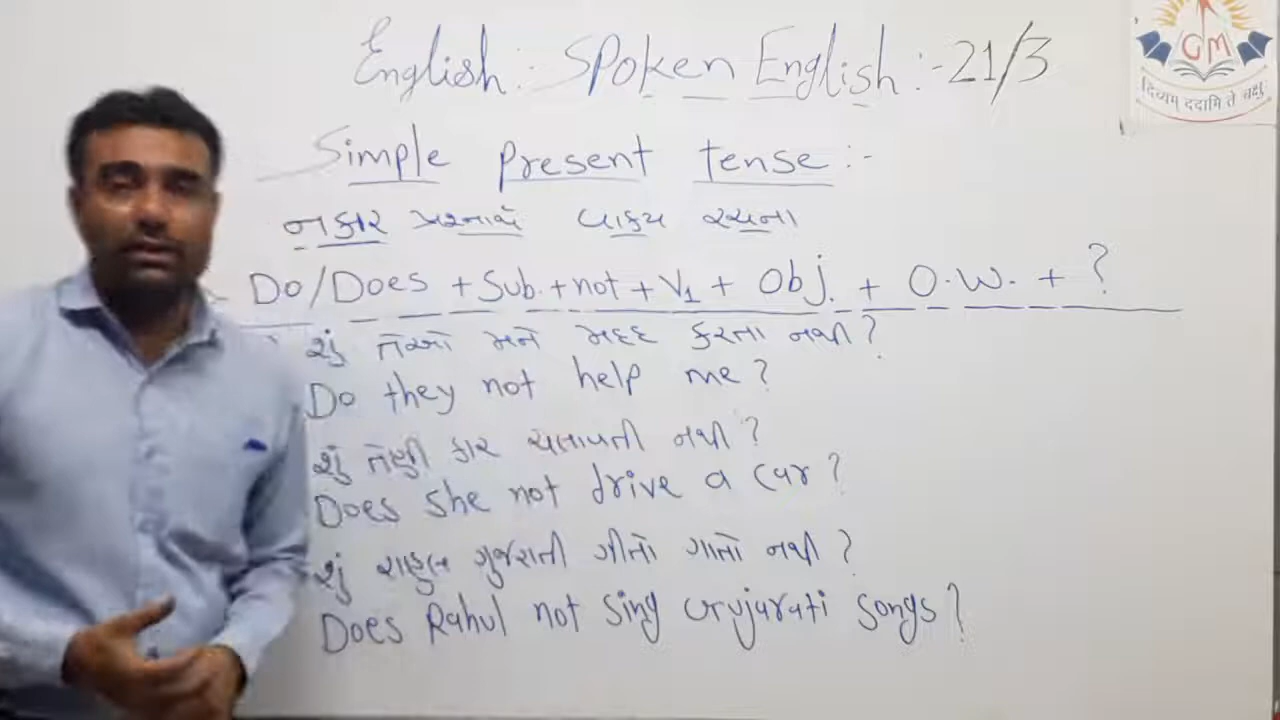 English : Spoken English :- 21/3
GM
दिव्यम् ददामि ते चक्षुः
Simple Present tense :-
નકાર પ્રશ્નાર્થ વાક્ય રચના
Do/Does + Sub. + not + V1 + Obj. + O.W. + ?
શું તેઓ મને મદદ કરતા નથી ?
Do they not help me ?
શું તેણી કાર ચલાવતી નથી ?
Does she not drive a car ?
શું રાહુલ ગુજરાતી ગીતો ગાતો નથી ?
Does Rahul not sing Gujarati songs ?